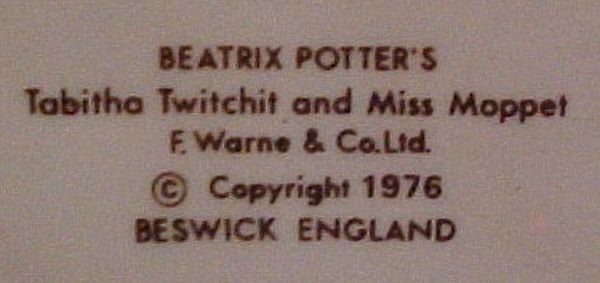 BEATRIX POTTER'S
Tabitha Twitchit and Miss Moppet
F. Warne & Co. Ltd.
© Copyright 1976
BESWICK ENGLAND